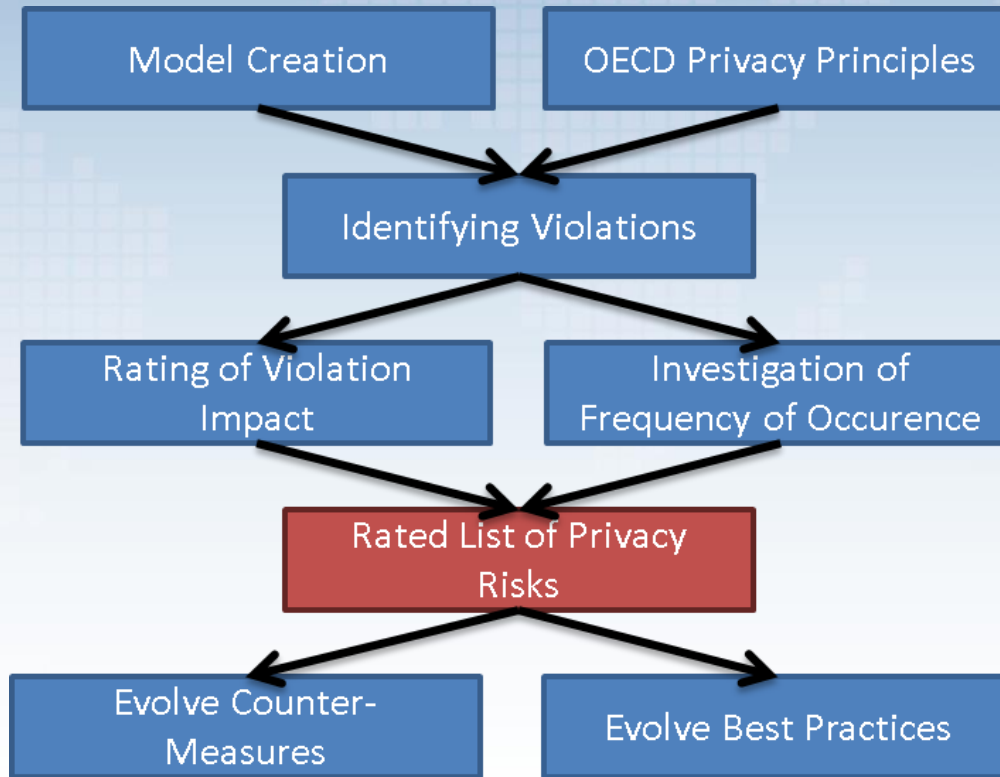 Model Creation
OECD Privacy Principles
Identifying Violations
Rating of Violation
Impact
Investigation of
Frequency of Occurence
Rated List of Privacy
Risks
Evolve Counter-
Measures
Evolve Best Practices